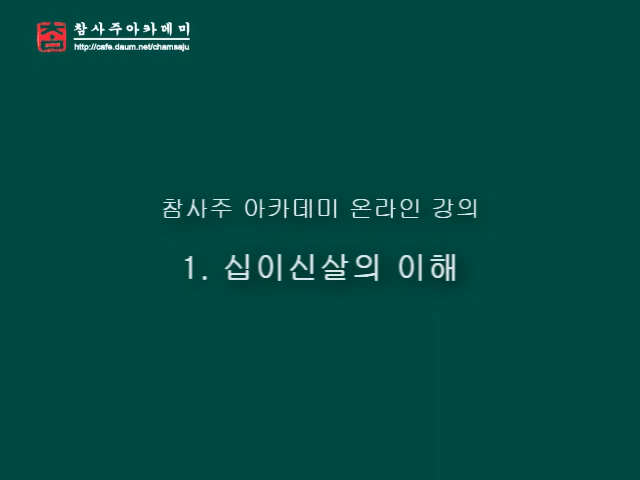 참사주아카데미
http://cafe.daum.net/chamsaju
참사주 아카데미 온라인 강의
1. 십이신살의 이해